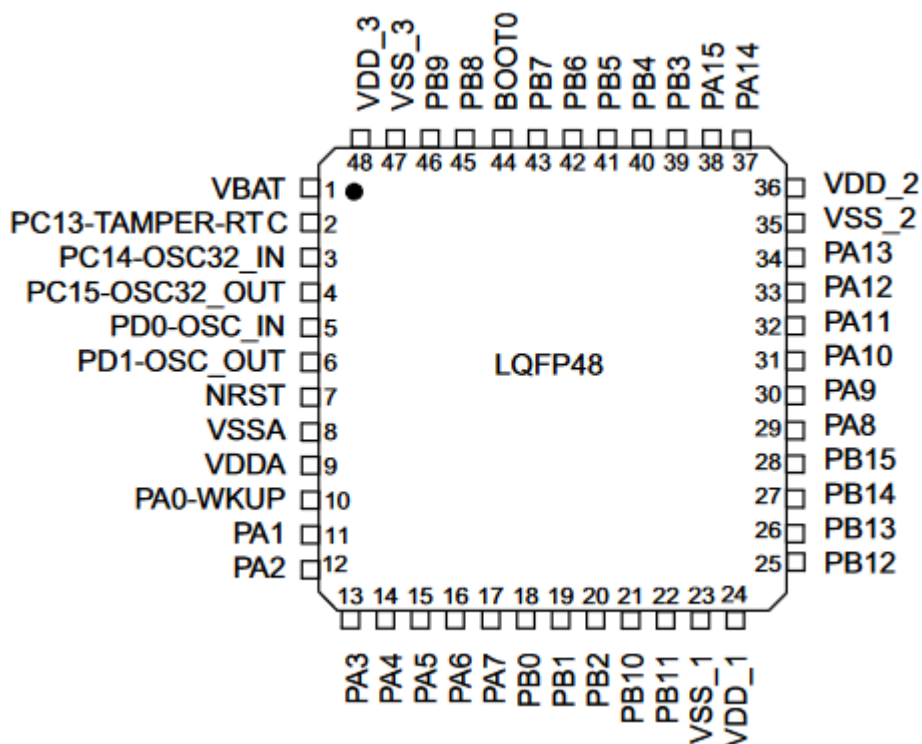 VDD_3
VSS_3
PB9
PB8
BOOT0
PB7
PB6
PB5
PB4
PB3
PA15
PA14
48 47 46 45 44 43 42 41 40 39 38 37
VBAT 1
PC13-TAMPER-RTC 2
PC14-OSC32_IN 3
PC15-OSC32_OUT 4
PD0-OSC_IN 5
PD1-OSC_OUT 6
NRST 7
VSSA 8
VDDA 9
PA0-WKUP 10
PA1 11
PA2 12
LQFP48
36 VDD_2
35 VSS_2
34 PA13
33 PA12
32 PA11
31 PA10
30 PA9
29 PA8
28 PB15
27 PB14
26 PB13
25 PB12
13 14 15 16 17 18 19 20 21 22 23 24
PA3
PA4
PA5
PA6
PA7
PB0
PB1
PB2
PB10
PB11
VSS_1
VDD_1